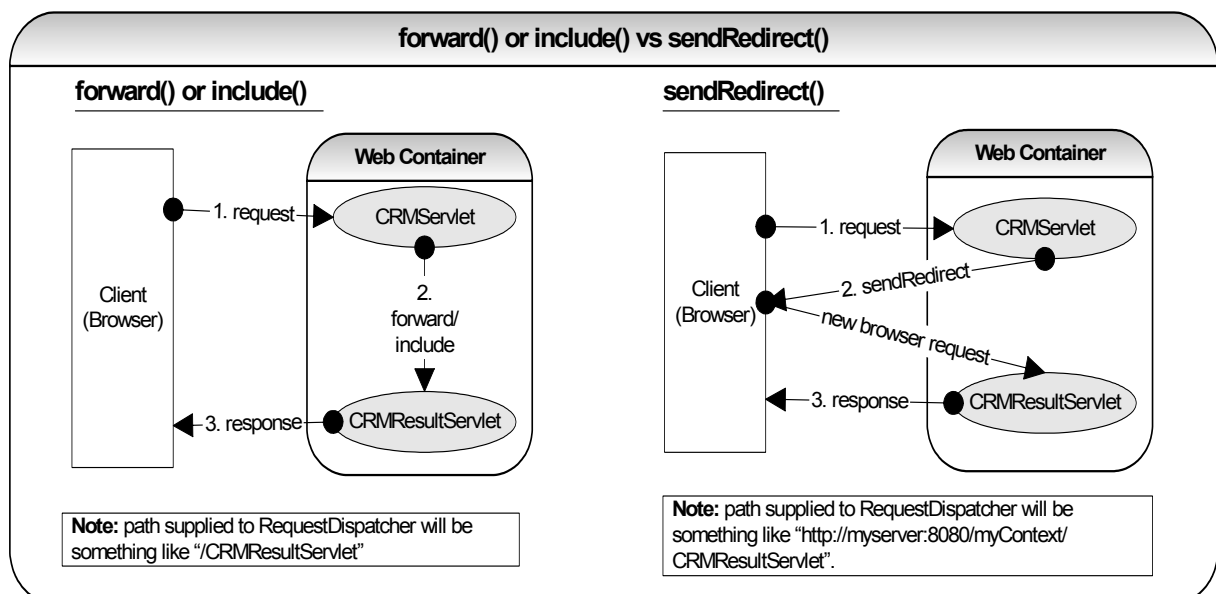 forward() or include() vs sendRedirect()
forward() or include()
Web Container
1. request
CRMServlet
Client
(Browser)
2.
forward/
include
3. response
CRMResultServlet
Note: path supplied to RequestDispatcher will be
something like “/CRMResultServlet”
sendRedirect()
Web Container
1. request
CRMServlet
2. sendRedirect
Client
(Browser)
new browser request
3. response
CRMResultServlet
Note: path supplied to RequestDispatcher will be
something like “http://myserver:8080/myContext/
CRMResultServlet”.